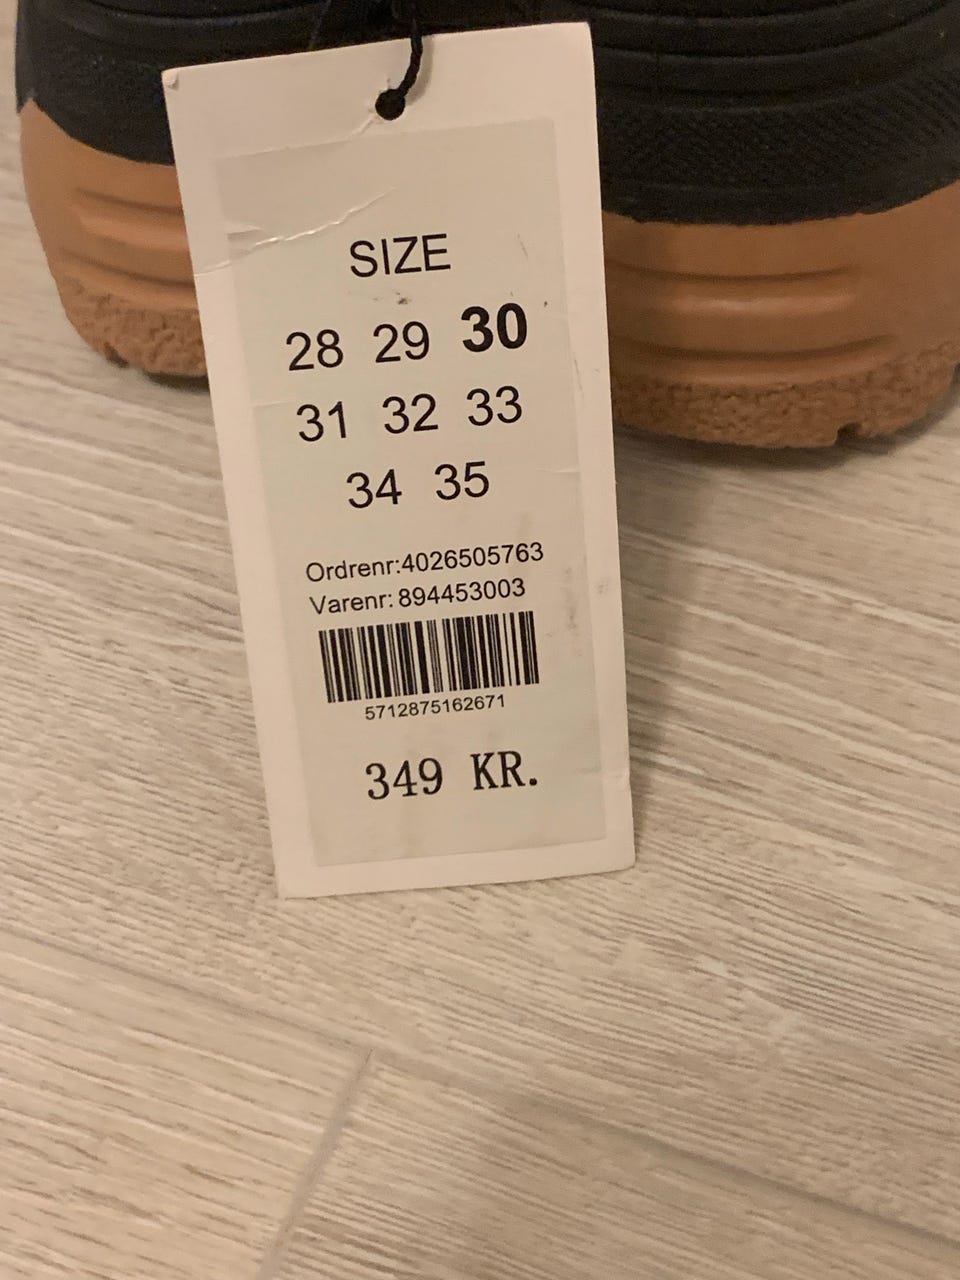 SIZE
28 29 30
31 32 33
34 35
Ordrenr:4026505763
Varenr: 894453003
5712875162671
349 KR.